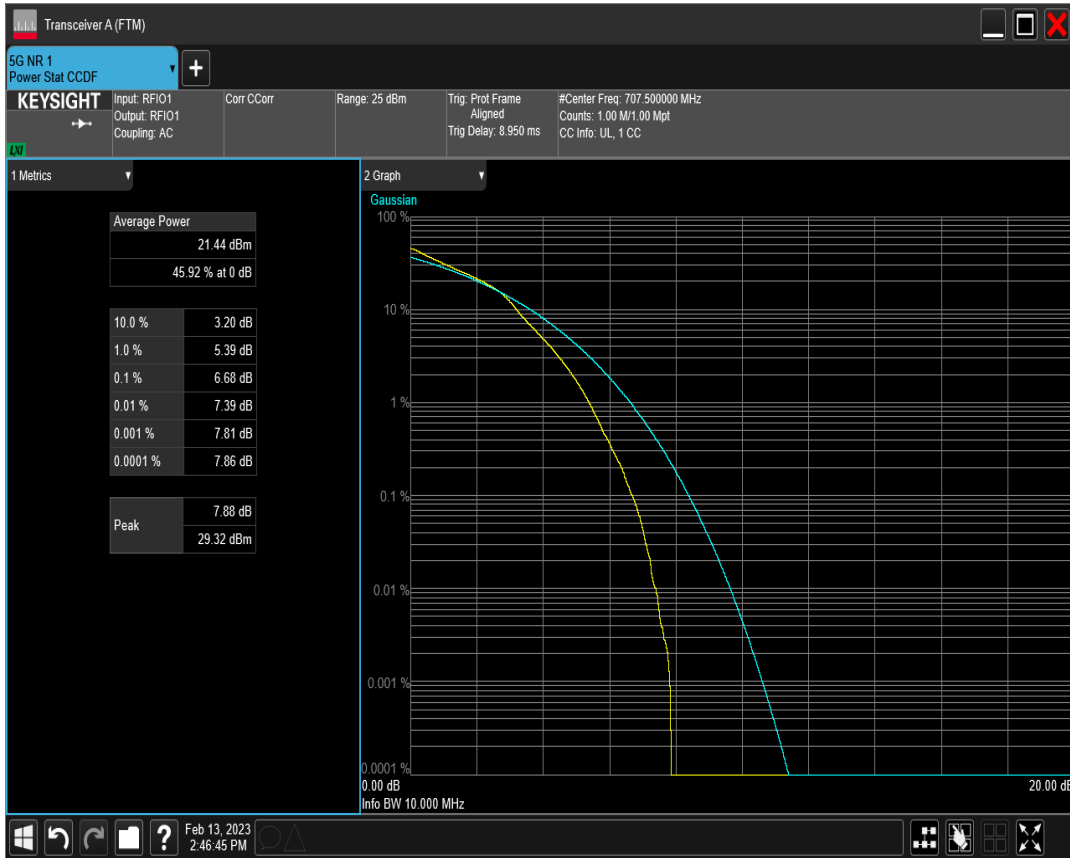 Transceiver A (FTM)
5G NR 1
Power Stat CCDF
+
KEYSIGHT
LXI
Input: RFIO1
Output: RFIO1
Coupling: AC
Corr CCorr
Range: 25 dBm
Trig: Prot Frame
Aligned
Trig Delay: 8.950 ms
#Center Freq: 707.500000 MHz
Counts: 1.00 M/1.00 Mpt
CC Info: UL, 1 CC
1 Metrics
Average Power
21.44 dBm
45.92 % at 0 dB
10.0 % 3.20 dB
1.0 % 5.39 dB
0.1 % 6.68 dB
0.01 % 7.39 dB
0.001 % 7.81 dB
0.0001 % 7.86 dB
Peak
7.88 dB
29.32 dBm
2 Graph
Gaussian
100 %
10 %
1 %
0.1 %
0.01 %
0.001 %
0.0001 %
0.00 dB 20.00 dB
Info BW 10.000 MHz
?
Feb 13, 2023
2:46:45 PM